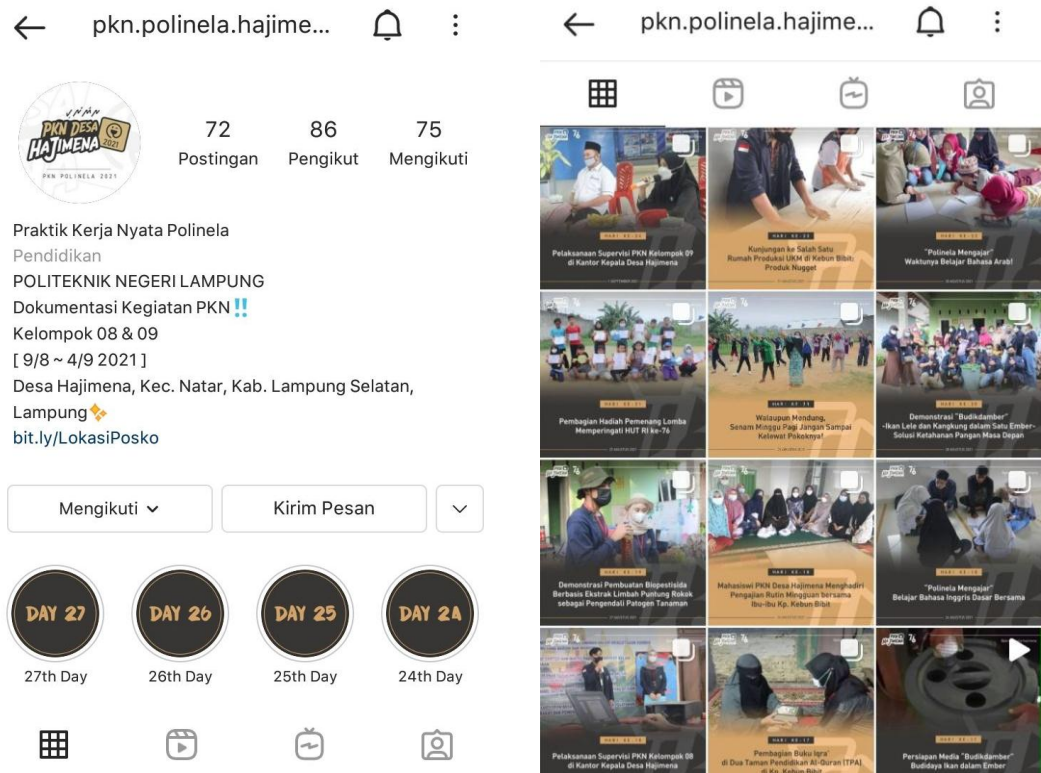 pkn.polinela.hajime...
PKN DESA
HAJIMENA
2021
PKN POLINELA 2021
72
Postingan
86
Pengikut
75
Mengikuti
Praktik Kerja Nyata Polinela
Pendidikan
POLITEKNIK NEGERI LAMPUNG
Dokumentasi Kegiatan PKN‼
Kelompok 08 & 09
[ 9/8 ~ 4/9 2021 ]
Desa Hajimena, Kec. Natar, Kab. Lampung Selatan,
Lampung✨
bit.ly/LokasiPosko
Mengikuti
Kirim Pesan
DAY 27
DAY 26
DAY 25
DAY 24
27th Day
26th Day
25th Day
24th Day
pkn.polinela.hajime...
Pelaksanaan Supervisi PKN Kelompok 09
di Kantor Kepala Desa Hajimena
Kunjungan ke Salah Satu
Rumah Produksi UKM di Kebun Bibit;
Produk Nugget
"Polinela Mengajar"
Waktunya Belajar Bahasa Arab!
Pembagian Hadiah Pemenang Lomba
Memperingati HUT RI ke-76
Walaupun Mendung,
Senam Minggu Pagi Jangan Sampai
Kelewat Pokoknya!
Demonstrasi "Budikdamber"
-Ikan Lele dan Kangkung dalam Satu Ember-
Solusi Ketahanan Pangan Masa Depan
Demonstrasi Pembuatan Biopestisida
Berbasis Ekstrak Limbah Puntung Rokok
sebagai Pengendali Patogen Tanaman
Mahasiswi PKN Desa Hajimena Menghadiri
Pengajian Rutin Mingguan bersama
Ibu-ibu Kp. Kebun Bibit
"Polinela Mengajar"
Belajar Bahasa Inggris Dasar Bersama
Pelaksanaan Supervisi PKN Kelompok 08
di Kantor Kepala Desa Hajimena
Pembagian Buku Iqra'
di Dua Taman Pendidikan Al-Quran (TPA)
di Kp. Kebun Bibit
Persiapan Media "Budikdamber"
Budidaya Ikan dalam Ember